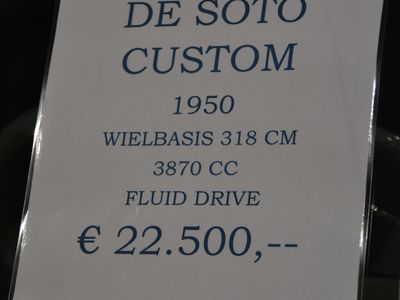 DE SOTO
CUSTOM
1950
WIELBASIS 318 CM
3870 CC
FLUID DRIVE
€ 22.500,--